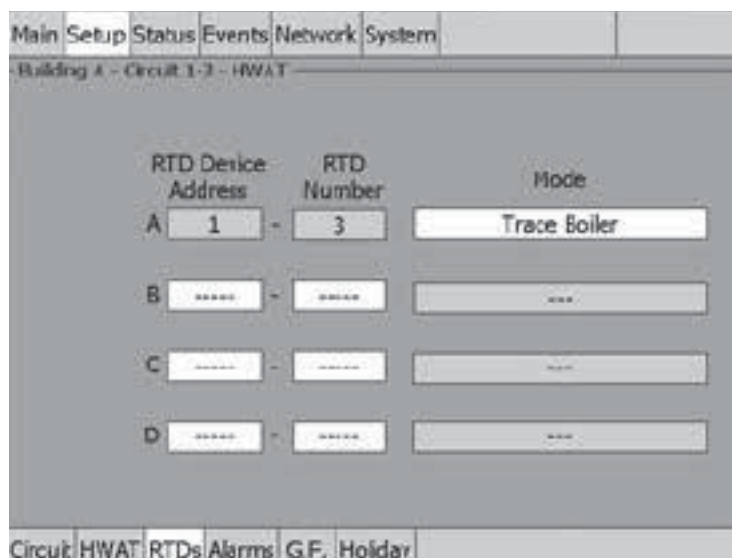 Main Setup Status Events Network System
Building A - Circuit 1-3 - HWAT
RTD Device Address RTD Number Mode
A 1 - 3 Trace Boiler
B ----- - ----- ---
C ----- - ----- ---
D ----- - ----- ---
Circuit HWAT RTDs Alarms G.F. Holiday